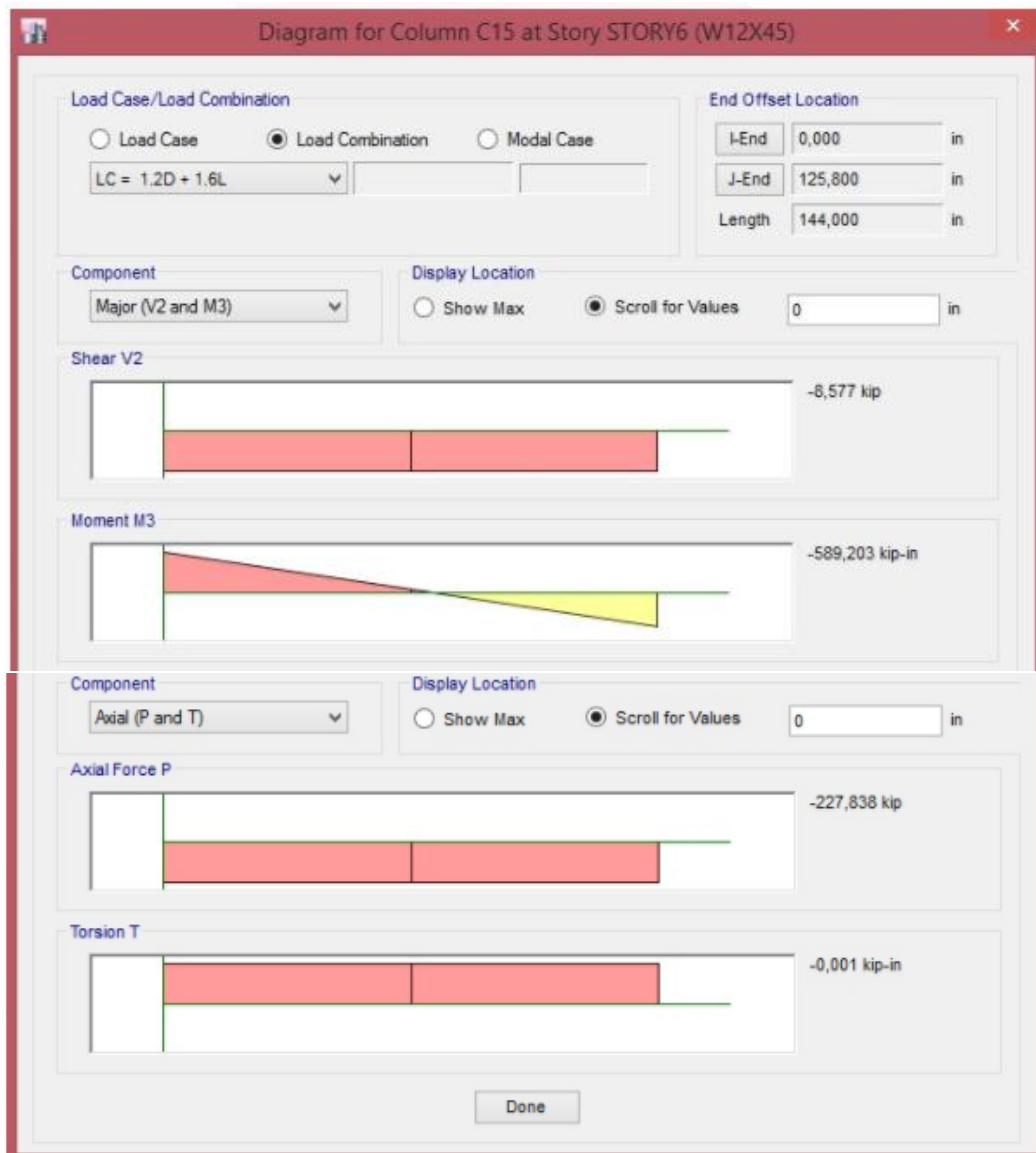 Diagram for Column C15 at Story STORY6 (W12X45)
×
Load Case/Load Combination
Load Case Load Combination Modal Case
LC = 1.2D + 1.6L
End Offset Location
I-End 0,000 in
J-End 125,800 in
Length 144,000 in
Component
Major (V2 and M3)
Display Location
Show Max Scroll for Values 0 in
Shear V2
-8,577 kip
Moment M3
-589,203 kip-in
Component
Axial (P and T)
Display Location
Show Max Scroll for Values 0 in
Axial Force P
-227,838 kip
Torsion T
-0,001 kip-in
Done